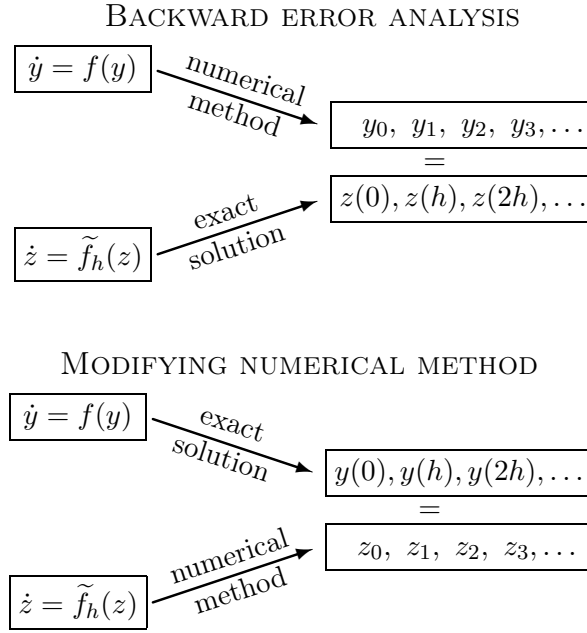 BACKWARD ERROR ANALYSIS
ẏ = f(y)
numerical
method
y₀, y₁, y₂, y₃, …
=
z(0), z(h), z(2h), …
exact
solution
ż = f̃ₕ(z)
MODIFYING NUMERICAL METHOD
ẏ = f(y)
exact
solution
y(0), y(h), y(2h), …
=
z₀, z₁, z₂, z₃, …
numerical
method
ż = f̃ₕ(z)